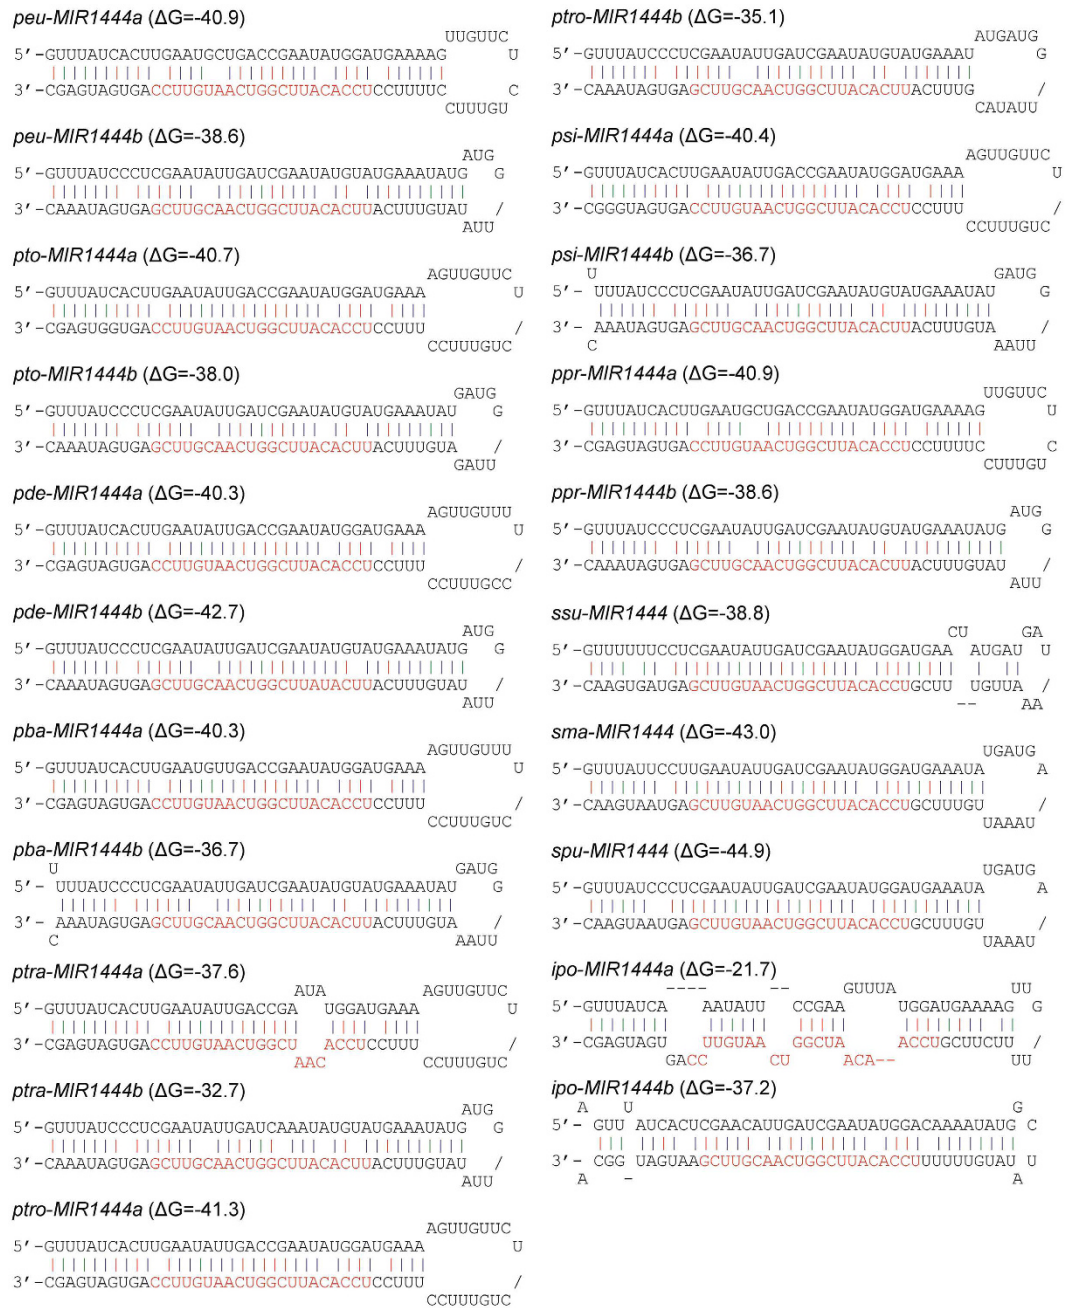 peu-MIR1444a (ΔG=-40.9)
UUGUUC
5′-GUUUAUCACUUGAAUGCUGACCGAAUAUGGAUGAAAAG U
3′-CGAGUAGUGACCUUGUAACUGGCUUACACCUCCUUUUC C
CUUUGU
peu-MIR1444b (ΔG=-38.6)
AUG
5′-GUUUAUCCCUCGAAUAUUGAUCGAAUAUGUAUGAAAUAUG G
3′-CAAAUAGUGAGCUUGCAACUGGCUUACACUUACUUUGUAU /
AUU
pto-MIR1444a (ΔG=-40.7)
AGUUGUUC
5′-GUUUAUCACUUGAAUAUUGACCGAAUAUGGAUGAAA U
3′-CGAGUGGUGACCUUGUAACUGGCUUACACCUCCUUU /
CCUUUGUC
pto-MIR1444b (ΔG=-38.0)
GAUG
5′-GUUUAUCCCUCGAAUAUUGAUCGAAUAUGUAUGAAAUAU G
3′-CAAAUAGUGAGCUUGCAACUGGCUUACACUUACUUUGUA /
GAUU
pde-MIR1444a (ΔG=-40.3)
AGUUGUUU
5′-GUUUAUCACUUGAAUAUUGACCGAAUAUGGAUGAAA U
3′-CGAGUAGUGACCUUGUAACUGGCUUACACCUCCUUU /
CCUUUGCC
pde-MIR1444b (ΔG=-42.7)
AUG
5′-GUUUAUCCCUCGAAUAUUGAUCGAAUAUGUAUGAAAUAUG G
3′-CAAAUAGUGAGCUUGCAACUGGCUUAUACUUACUUUGUAU /
AUU
pba-MIR1444a (ΔG=-40.3)
AGUUGUUU
5′-GUUUAUCACUUGAAUGUUGACCGAAUAUGGAUGAAA U
3′-CGAGUAGUGACCUUGUAACUGGCUUACACCUCCUUU /
CCUUUGUC
pba-MIR1444b (ΔG=-36.7)
U GAUG
5′- UUUAUCCCUCGAAUAUUGAUCGAAUAUGUAUGAAAUAU G
3′- AAAUAGUGAGCUUGCAACUGGCUUACACUUACUUUGUA /
C AAUU
ptra-MIR1444a (ΔG=-37.6)
AUA AGUUGUUC
5′-GUUUAUCACUUGAAUAUUGACCGA UGGAUGAAA U
3′-CGAGUAGUGACCUUGUAACUGGCU ACCUCCUUU /
AAC CCUUUGUC
ptra-MIR1444b (ΔG=-32.7)
AUG
5′-GUUUAUCCCUCGAAUAUUGAUCAAAUAUGUAUGAAAUAUG G
3′-CAAAUAGUGAGCUUGCAACUGGCUUACACUUACUUUGUAU /
AUU
ptro-MIR1444a (ΔG=-41.3)
AGUUGUUC
5′-GUUUAUCACUUGAAUAUUGACCGAAUAUGGAUGAAA U
3′-CGAGUAGUGACCUUGUAACUGGCUUACACCUCCUUU /
CCUUUGUC
ptro-MIR1444b (ΔG=-35.1)
AUGAUG
5′-GUUUAUCCCUCGAAUAUUGAUCGAAUAUGUAUGAAAU G
3′-CAAAUAGUGAGCUUGCAACUGGCUUACACUUACUUUG /
CAUAUU
psi-MIR1444a (ΔG=-40.4)
AGUUGUUC
5′-GUUUAUCACUUGAAUAUUGACCGAAUAUGGAUGAAA U
3′-CGGGUAGUGACCUUGUAACUGGCUUACACCUCCUUU /
CCUUUGUC
psi-MIR1444b (ΔG=-36.7)
U GAUG
5′- UUUAUCCCUCGAAUAUUGAUCGAAUAUGUAUGAAAUAU G
3′- AAAUAGUGAGCUUGCAACUGGCUUACACUUACUUUGUA /
C AAUU
ppr-MIR1444a (ΔG=-40.9)
UUGUUC
5′-GUUUAUCACUUGAAUGCUGACCGAAUAUGGAUGAAAAG U
3′-CGAGUAGUGACCUUGUAACUGGCUUACACCUCCUUUUC C
CUUUGU
ppr-MIR1444b (ΔG=-38.6)
AUG
5′-GUUUAUCCCUCGAAUAUUGAUCGAAUAUGUAUGAAAUAUG G
3′-CAAAUAGUGAGCUUGCAACUGGCUUACACUUACUUUGUAU /
AUU
ssu-MIR1444 (ΔG=-38.8)
CU GA
5′-GUUUUUUCCUCGAAUAUUGAUCGAAUAUGGAUGAA AUGAU U
3′-CAAGUGAUGAGCUUGUAACUGGCUUACACCUGCUU UGUUA /
-- AA
sma-MIR1444 (ΔG=-43.0)
UGAUG
5′-GUUUAUUCCUUGAAUAUUGAUCGAAUAUGGAUGAAAUA A
3′-CAAGUAAUGAGCUUGUAACUGGCUUACACCUGCUUUGU /
UAAAU
spu-MIR1444 (ΔG=-44.9)
UGAUG
5′-GUUUAUCCCUCGAAUAUUGAUCGAAUAUGGAUGAAAUA A
3′-CAAGUAAUGAGCUUGUAACUGGCUUACACCUGCUUUGU /
UAAAU
ipo-MIR1444a (ΔG=-21.7)
---- -- GUUUA UU
5′-GUUUAUCA AAUAUU CCGAA UGGAUGAAAAG G
3′-CGAGUAGU UUGUAA GGCUU ACCUGCUUCUU /
GACC CU ACA-- UU
ipo-MIR1444b (ΔG=-37.2)
A U G
5′- GUU AUCACUCGAACAUUGAUCGAAUAUGGACAAAAUAUG C
3′- CGG UAGUAAGCUUGCAACUGGCUUACACCUUUUUUGUAU U
A - A